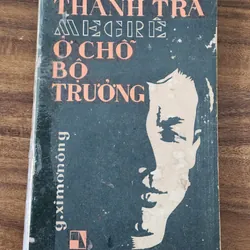 THANH TRA
MEGRÊ
Ở CHỖ
BỘ
TRƯỞNG
g.ximơnông